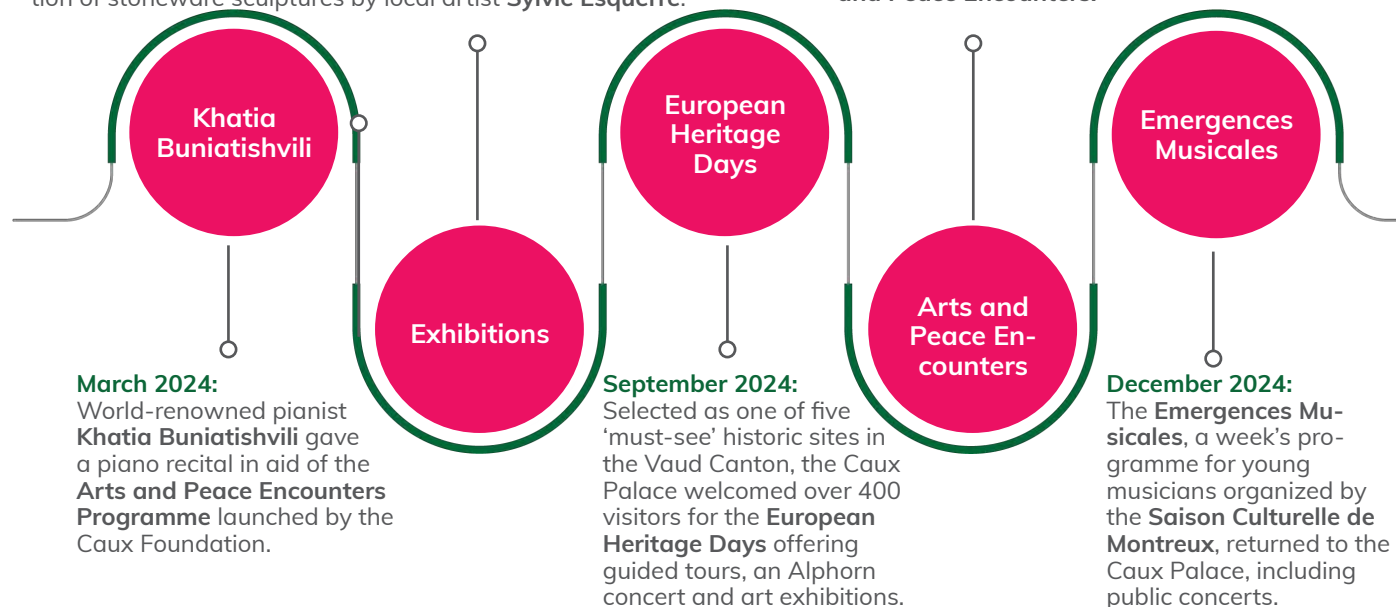 tion of stoneware sculptures by local artist Sylvie Esquerré.
and Peace Encounters.
Khatia
Buniatishvili
European
Heritage
Days
Emergences
Musicales
Exhibitions
Arts and
Peace En-
counters
March 2024:
World-renowned pianist
Khatia Buniatishvili gave
a piano recital in aid of the
Arts and Peace Encounters
Programme launched by the
Caux Foundation.
September 2024:
Selected as one of five
‘must-see’ historic sites in
the Vaud Canton, the Caux
Palace welcomed over 400
visitors for the European
Heritage Days offering
guided tours, an Alphorn
concert and art exhibitions.
December 2024:
The Emergences Mu-
sicales, a week’s pro-
gramme for young
musicians organized by
the Saison Culturelle de
Montreux, returned to the
Caux Palace, including
public concerts.